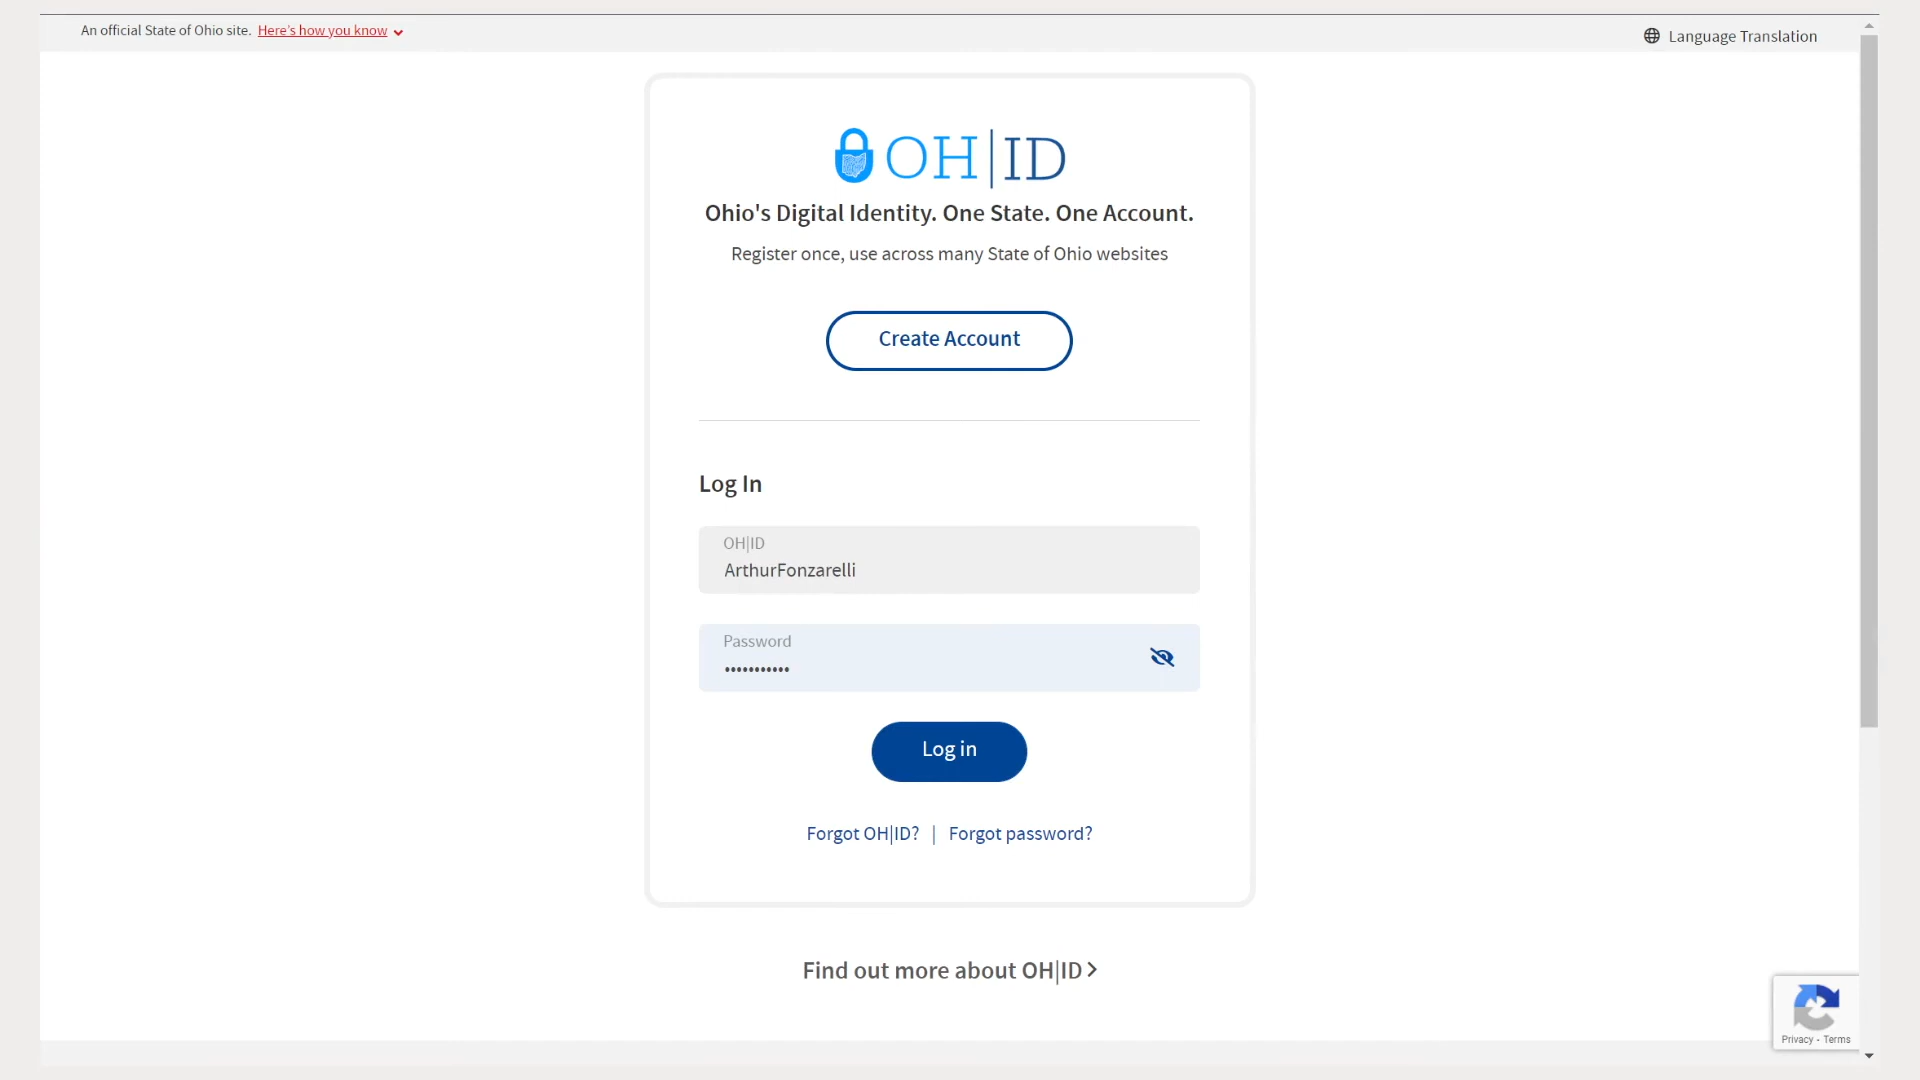 An official State of Ohio site. Here's how you know
Language Translation
OH|ID
Ohio's Digital Identity. One State. One Account.
Register once, use across many State of Ohio websites
Create Account
Log In
OH|ID
ArthurFonzarelli
Password
•••••••••••
Log in
Forgot OH|ID? | Forgot password?
Find out more about OH|ID
Privacy - Terms